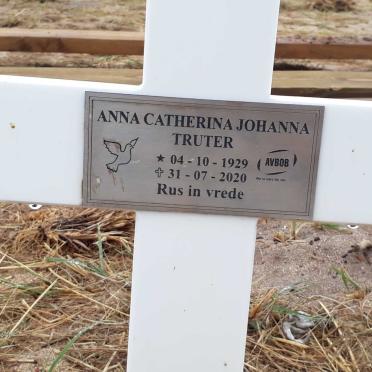 ANNA CATHERINA JOHANNA
TRUTER
★ 04 - 10 - 1929
✝ 31 - 07 - 2020
AVBOB
Rus in vrede